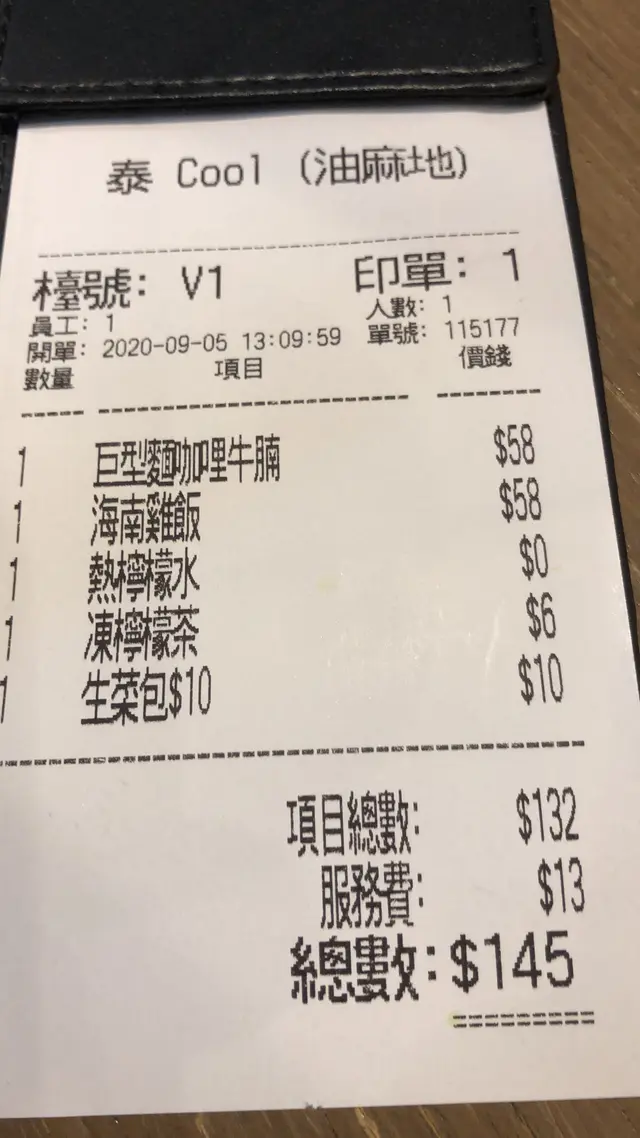 泰 Cool (油麻地)
檯號: V1 印單: 1
員工: 1 人數: 1
開單: 2020-09-05 13:09:59 單號: 115177
數量 項目 價錢
1 巨型麵咖哩牛腩 $58
1 海南雞飯 $58
1 熱檸檬水 $0
1 凍檸檬茶 $6
1 生菜包$10 $10
項目總數: $132
服務費: $13
總數: $145